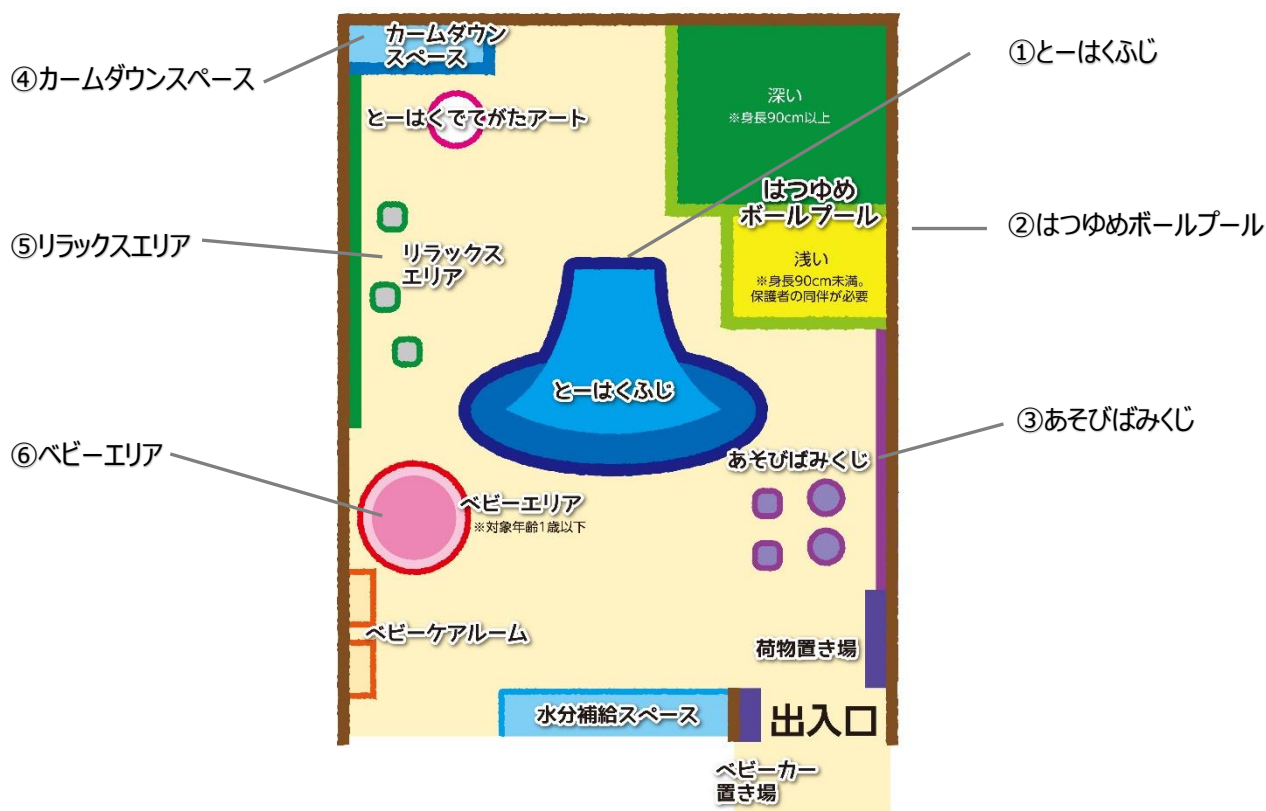 ④カームダウンスペース
⑤リラックスエリア
⑥ベビーエリア
カームダウン
スペース
とーはくでてがたアート
深い
※身長90cm以上
はつゆめ
ボールプール
浅い
※身長90cm未満。
保護者の同伴が必要
リラックス
エリア
とーはくふじ
あそびばみくじ
ベビーエリア
※対象年齢1歳以下
ベビーケアルーム
荷物置き場
水分補給スペース
出入口
ベビーカー
置き場
①とーはくふじ
②はつゆめボールプール
③あそびばみくじ